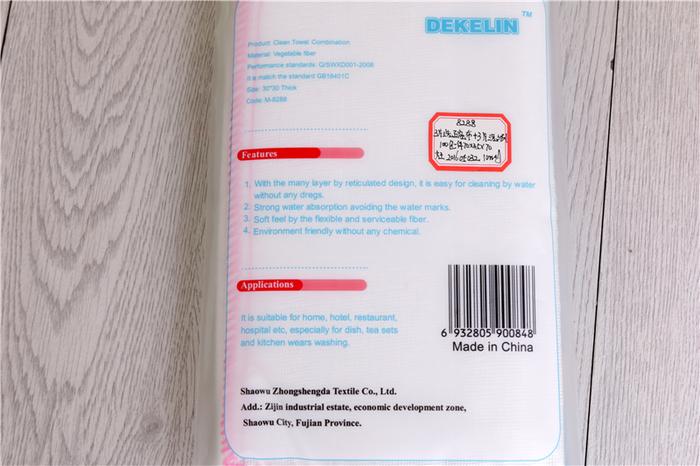 DEKELIN TM
Product: Clean Towel Combination
Material: Vegetable fiber
Performance standards: Q/SWXD001-2008
It is match the standard GB18401C
Size: 30*30 Thick
Code: M-8288
8288
Features
1. With the many layer by reticulated design, it is easy for cleaning by water
without any dregs.
2. Strong water absorption avoiding the water marks.
3. Soft feel by the flexible and serviceable fiber.
4. Environment friendly without any chemical.
Applications
It is suitable for home, hotel, restaurant,
hospital etc, especially for dish, tea sets
and kitchen wears washing.
6 932805 900848
Made in China
Shaowu Zhongshengda Textile Co., Ltd.
Add.: Zijin industrial estate, economic development zone,
Shaowu City, Fujian Province.